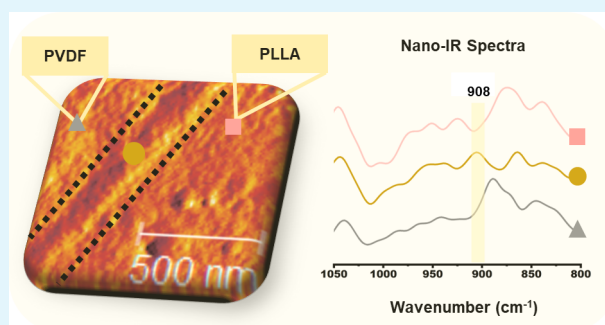 PVDF
PLLA
500 nm
Nano-IR Spectra
908
1050 1000 950 900 850 800
Wavenumber (cm⁻¹)